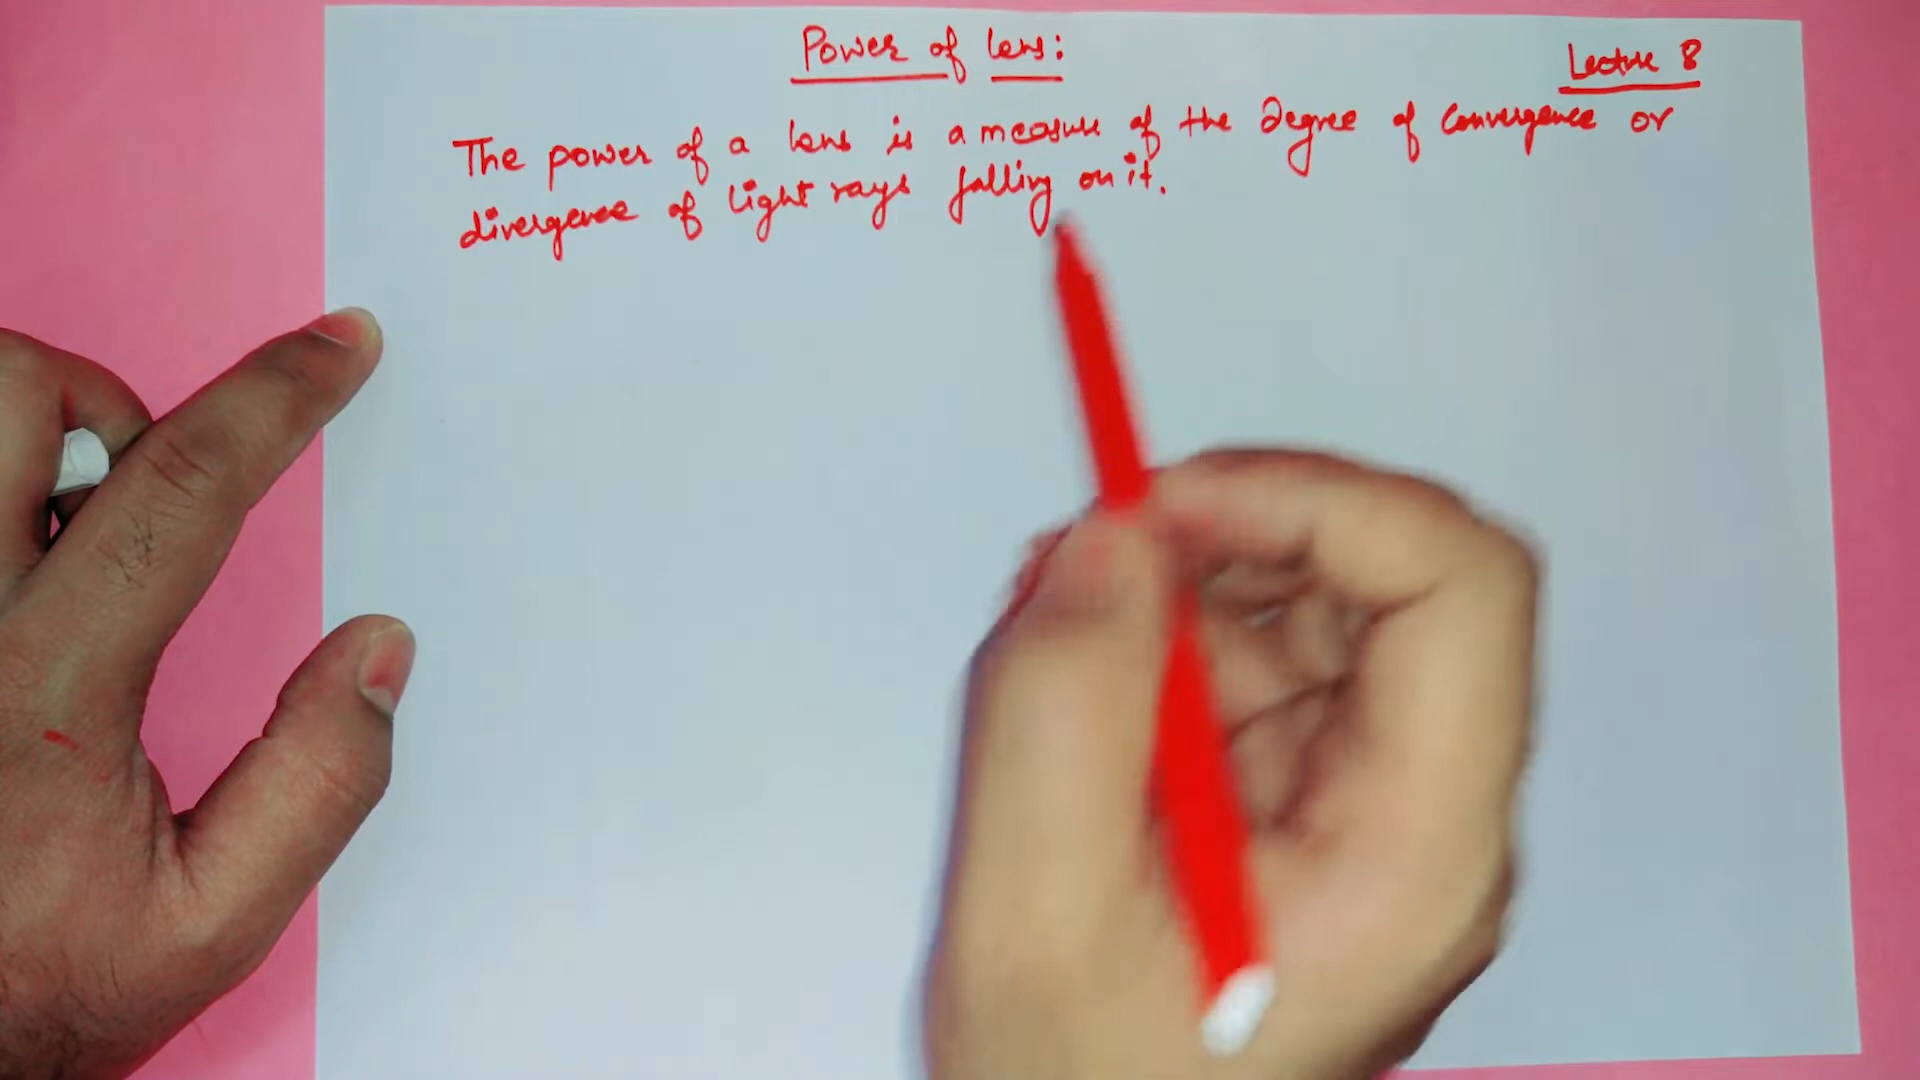 Power of lens:
Lecture 8
The power of a lens is a measure of the degree of convergence or
divergence of light rays falling on it.